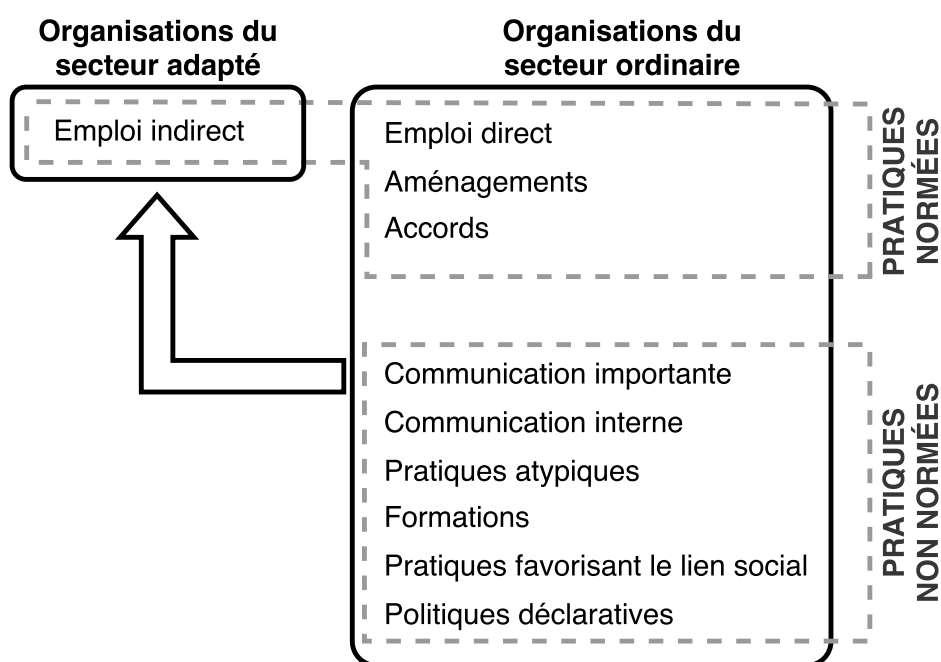 Organisations du
secteur adapté
Emploi indirect
Organisations du
secteur ordinaire
Emploi direct
Aménagements
Accords
PRATIQUES
NORMÉES
Communication importante
Communication interne
Pratiques atypiques
Formations
Pratiques favorisant le lien social
Politiques déclaratives
PRATIQUES
NON NORMÉES